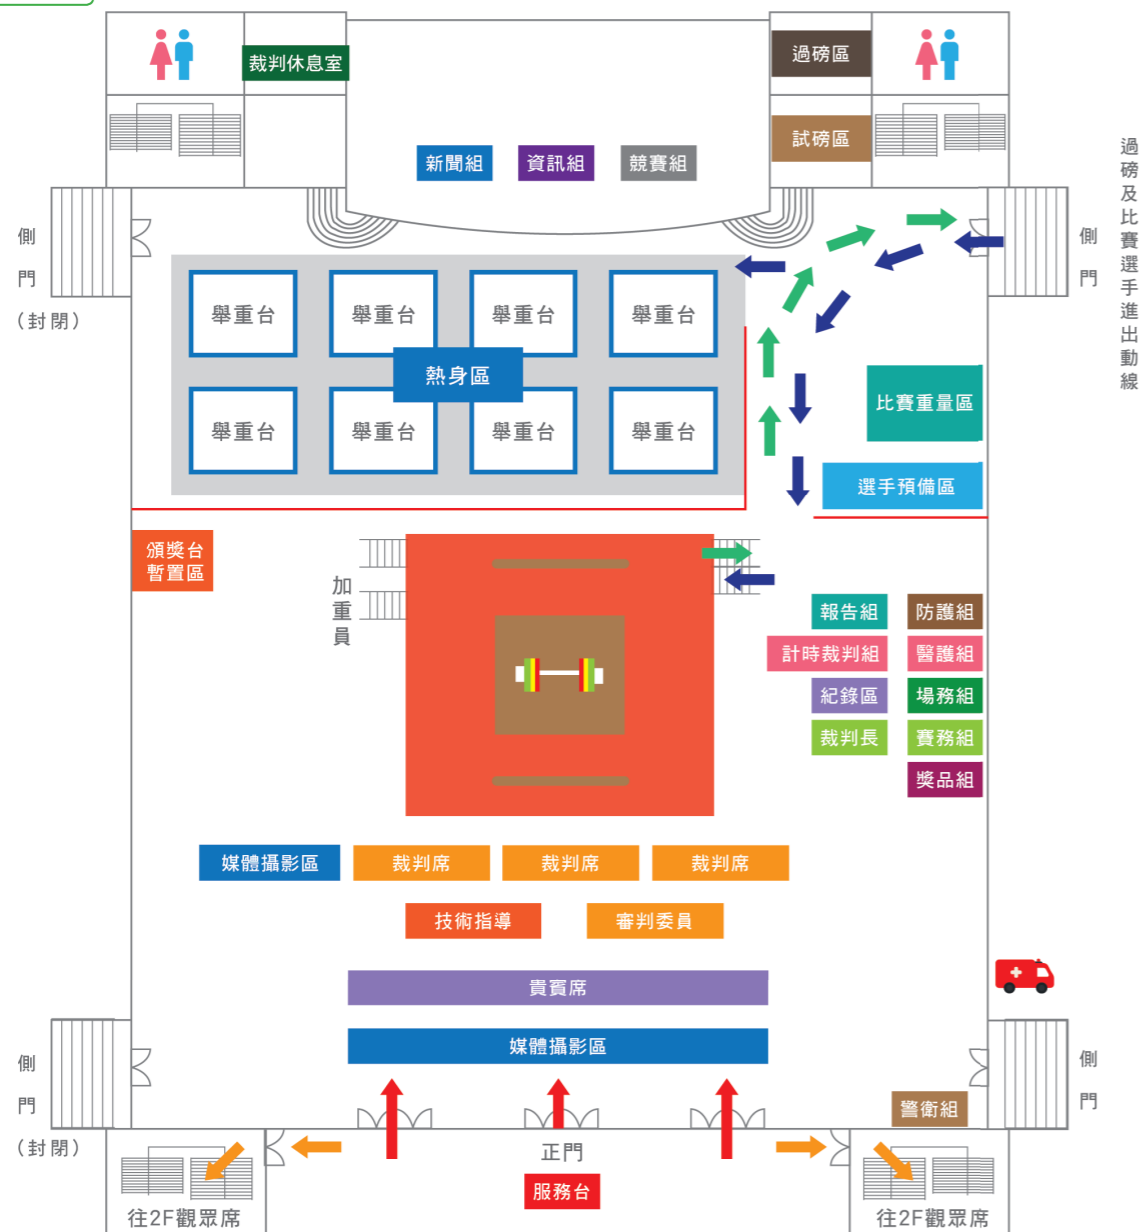 裁判休息室
過磅區
試磅區
新聞組
資訊組
競賽組
過磅及比賽選手進出動線
側門
(封閉)
側門
舉重台
舉重台
舉重台
舉重台
熱身區
舉重台
舉重台
舉重台
舉重台
比賽重量區
選手預備區
頒獎台
暫置區
加重員
報告組
防護組
計時裁判組
醫護組
紀錄區
場務組
裁判長
賽務組
獎品組
媒體攝影區
裁判席
裁判席
裁判席
技術指導
審判委員
貴賓席
媒體攝影區
側門
(封閉)
側門
警衛組
正門
服務台
往2F觀眾席
往2F觀眾席